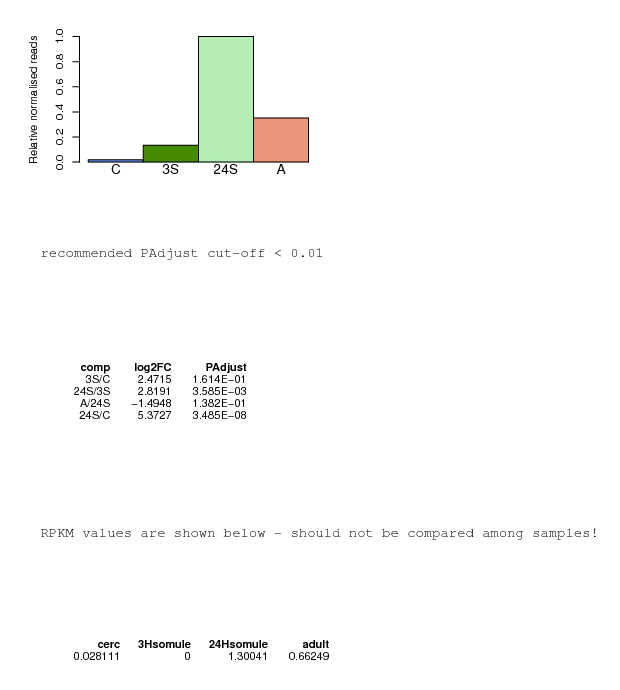 Relative normalised reads
1.0
0.8
0.6
0.4
0.2
0.0
C 3S 24S A
recommended PAdjust cut-off < 0.01
comp log2FC PAdjust
3S/C 2.4715 1.614E−01
24S/3S 2.8191 3.585E−03
A/24S −1.4948 1.382E−01
24S/C 5.3727 3.485E−08
RPKM values are shown below - should not be compared among samples!
cerc 3Hsomule 24Hsomule adult
0.028111 0 1.30041 0.66249